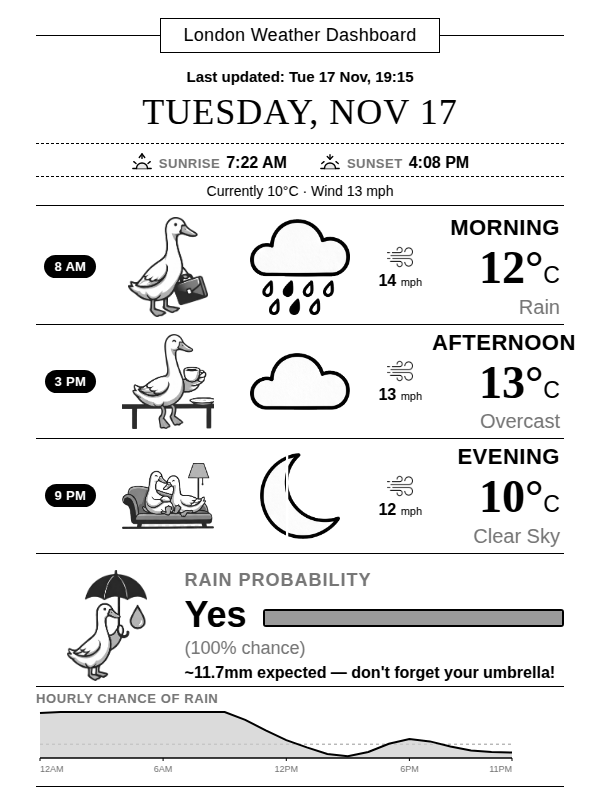 London Weather Dashboard
Last updated: Tue 17 Nov, 19:15
TUESDAY, NOV 17
SUNRISE 7:22 AM SUNSET 4:08 PM
Currently 10°C · Wind 13 mph
MORNING
8 AM
14 mph
12°C
Rain
AFTERNOON
3 PM
13 mph
13°C
Overcast
EVENING
9 PM
12 mph
10°C
Clear Sky
RAIN PROBABILITY
Yes
(100% chance)
~11.7mm expected — don't forget your umbrella!
HOURLY CHANCE OF RAIN
12AM 6AM 12PM 6PM 11PM